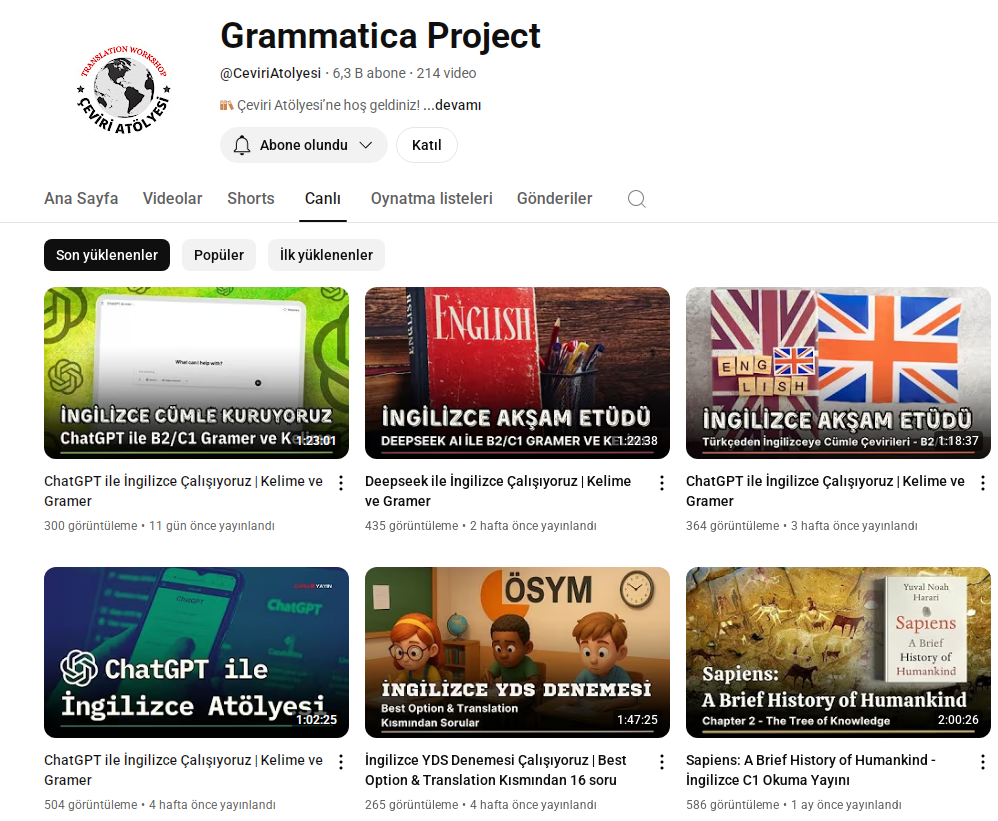 Grammatica Project
TRANSLATION WORKSHOP
ÇEVİRİ ATÖLYESİ
@CeviriAtolyesi · 6,3 B abone · 214 video
Çeviri Atölyesi’ne hoş geldiniz! ...devamı
Abone olundu
Katıl
Ana Sayfa Videolar Shorts Canlı Oynatma listeleri Gönderiler
Son yüklenenler Popüler İlk yüklenenler
What can I help with?
İNGİLİZCE CÜMLE KURUYORUZ
ChatGPT ile B2/C1 Gramer ve K
1:23:01
ENGLISH
ENGLISH
İNGİLİZCE AKŞAM ETÜDÜ
DEEPSEEK AI İLE B2/C1 GRAMER VE K
1:22:38
ENG
LISH
İNGİLİZCE AKŞAM ETÜDÜ
Türkçeden İngilizceye Cümle Çevirileri - B2/
1:18:37
ChatGPT ile İngilizce Çalışıyoruz | Kelime ve
Gramer
300 görüntüleme • 11 gün önce yayınlandı
Deepseek ile İngilizce Çalışıyoruz | Kelime
ve Gramer
435 görüntüleme • 2 hafta önce yayınlandı
ChatGPT ile İngilizce Çalışıyoruz | Kelime ve
Gramer
364 görüntüleme • 3 hafta önce yayınlandı
YAYIN
ChatGPT
ChatGPT ile
İngilizce Atölyesi
1:02:25
ÖSYM
İNGİLİZCE YDS DENEMESİ
Best Option & Translation
Kısmından Sorular
1:47:25
Yuval Noah
Harari
Sapiens
A Brief
History of
Humankind
Sapiens:
A Brief History of Humankind
Chapter 2 - The Tree of Knowledge
2:00:26
ChatGPT ile İngilizce Çalışıyoruz | Kelime ve
Gramer
504 görüntüleme • 4 hafta önce yayınlandı
İngilizce YDS Denemesi Çalışıyoruz | Best
Option & Translation Kısmından 16 soru
265 görüntüleme • 4 hafta önce yayınlandı
Sapiens: A Brief History of Humankind -
İngilizce C1 Okuma Yayını
586 görüntüleme • 1 ay önce yayınlandı